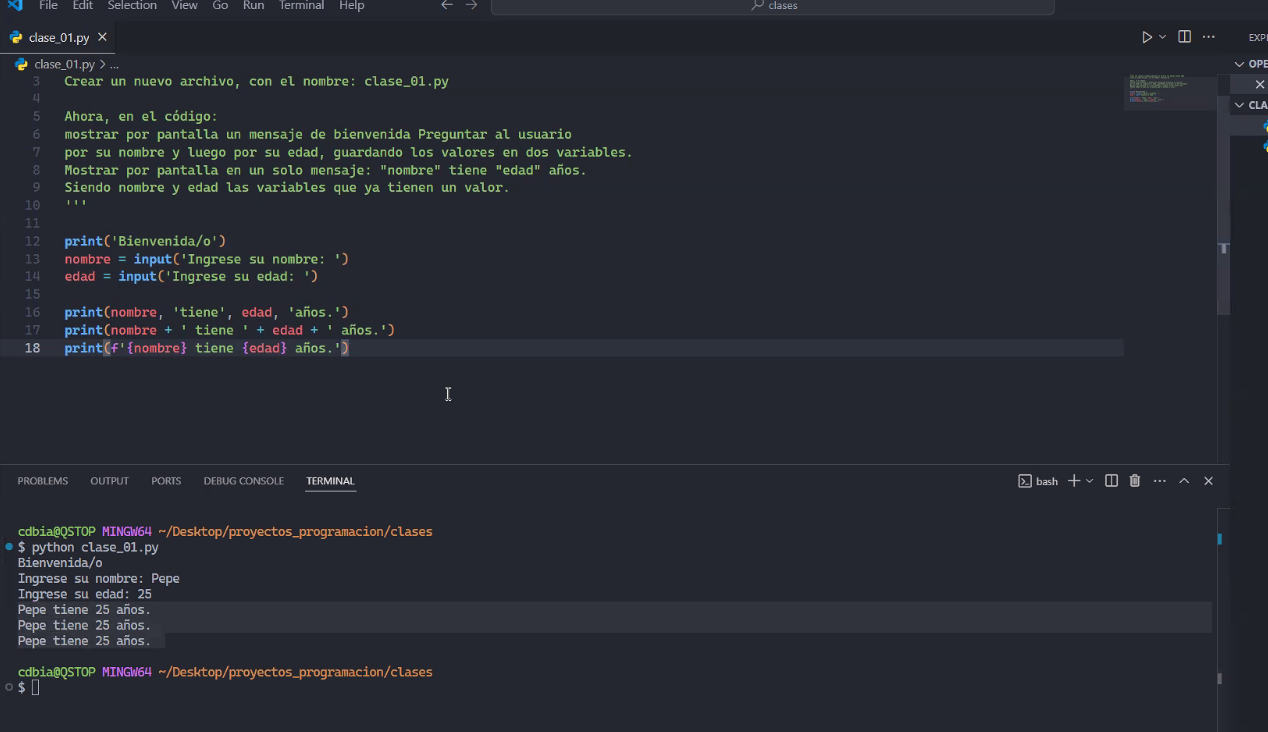 File Edit Selection View Go Run Terminal Help
clases
clase_01.py
EXP
clase_01.py > ...
OPE
3 Crear un nuevo archivo, con el nombre: clase_01.py
CLA
4
5 Ahora, en el código:
6 mostrar por pantalla un mensaje de bienvenida Preguntar al usuario
7 por su nombre y luego por su edad, guardando los valores en dos variables.
8 Mostrar por pantalla en un solo mensaje: "nombre" tiene "edad" años.
9 Siendo nombre y edad las variables que ya tienen un valor.
10 '''
11
12 print('Bienvenida/o')
13 nombre = input('Ingrese su nombre: ')
14 edad = input('Ingrese su edad: ')
15
16 print(nombre, 'tiene', edad, 'años.')
17 print(nombre + ' tiene ' + edad + ' años.')
18 print(f'{nombre} tiene {edad} años.')
PROBLEMS OUTPUT PORTS DEBUG CONSOLE TERMINAL bash
cdbia@QSTOP MINGW64 ~/Desktop/proyectos_programacion/clases
$ python clase_01.py
Bienvenida/o
Ingrese su nombre: Pepe
Ingrese su edad: 25
Pepe tiene 25 años.
Pepe tiene 25 años.
Pepe tiene 25 años.
cdbia@QSTOP MINGW64 ~/Desktop/proyectos_programacion/clases
$